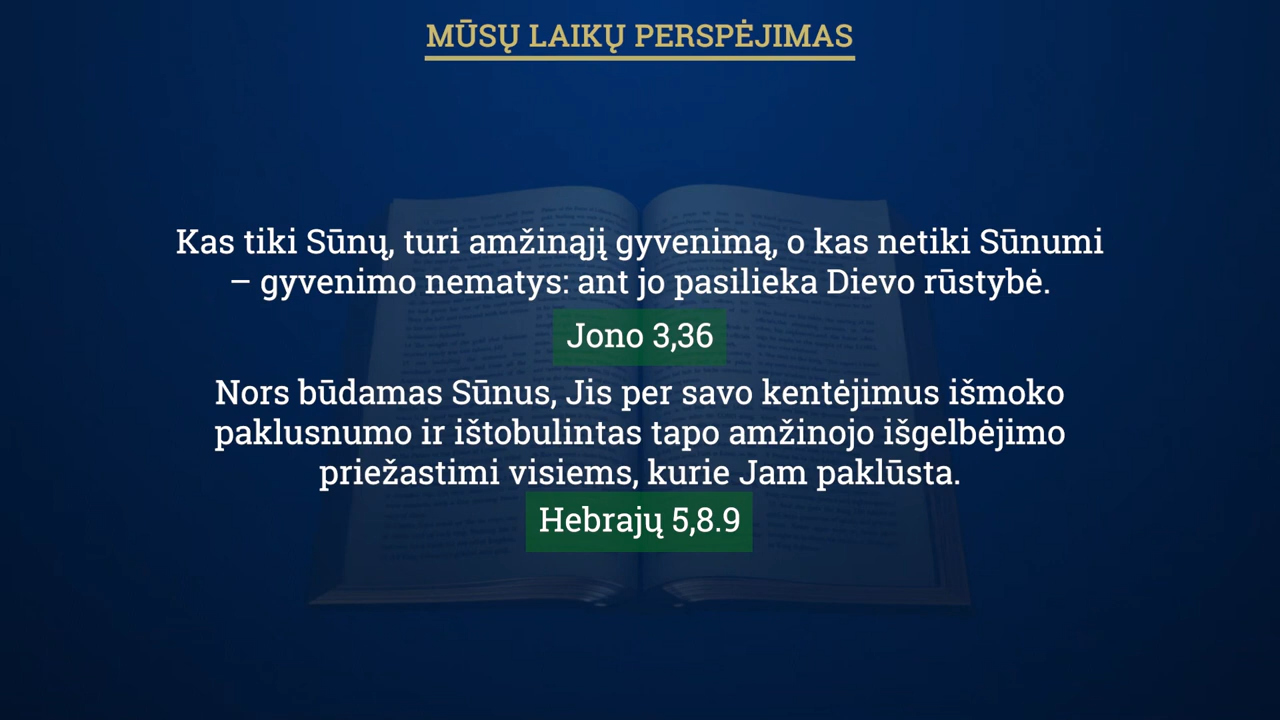 MŪSŲ LAIKŲ PERSPĖJIMAS
Kas tiki Sūnų, turi amžinąjį gyvenimą, o kas netiki Sūnumi
– gyvenimo nematys: ant jo pasilieka Dievo rūstybė.
Jono 3,36
Nors būdamas Sūnus, Jis per savo kentėjimus išmoko
paklusnumo ir ištobulintas tapo amžinojo išgelbėjimo
priežastimi visiems, kurie Jam paklūsta.
Hebrajų 5,8.9